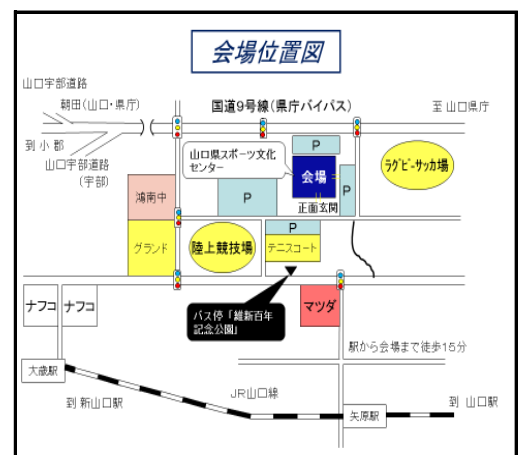 会場位置図
山口宇部道路
朝田(山口・県庁)
国道9号線(県庁バイパス)
至 山口県庁
到 小郡
山口宇部道路
(宇部)
山口県スポーツ文化
センター
P
会場
P
P
正面玄関
ラグビーサッカ場
鴻南中
グランド
陸上競技場
P
テニスコート
バス停「維新百年
記念公園」
ナフコ
ナフコ
マツダ
駅から会場まで徒歩15分
大歳駅
到 新山口駅
JR山口線
矢原駅
到 山口駅